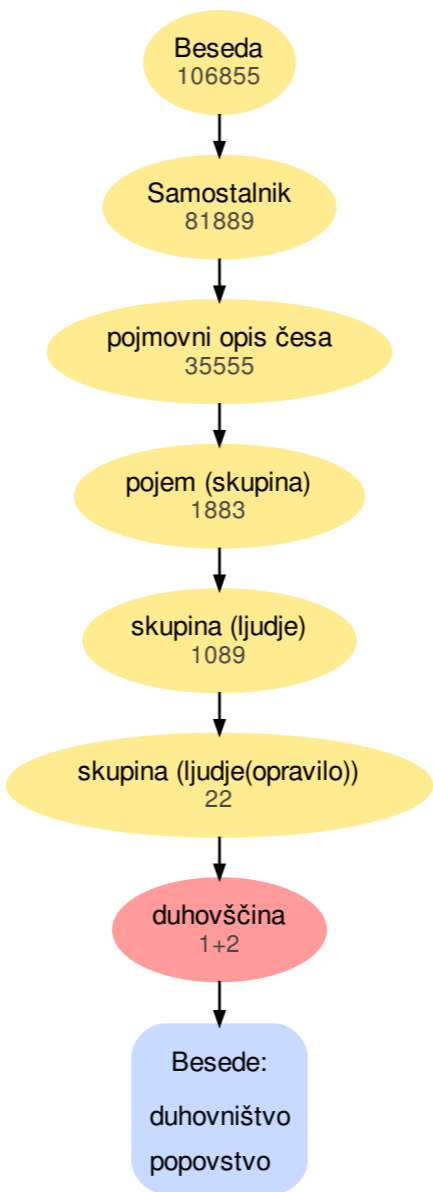 Beseda
106855
Samostalnik
81889
pojmovni opis česa
35555
pojem (skupina)
1883
skupina (ljudje)
1089
skupina (ljudje(opravilo))
22
duhovščina
1+2
Besede:
duhovništvo
popovstvo